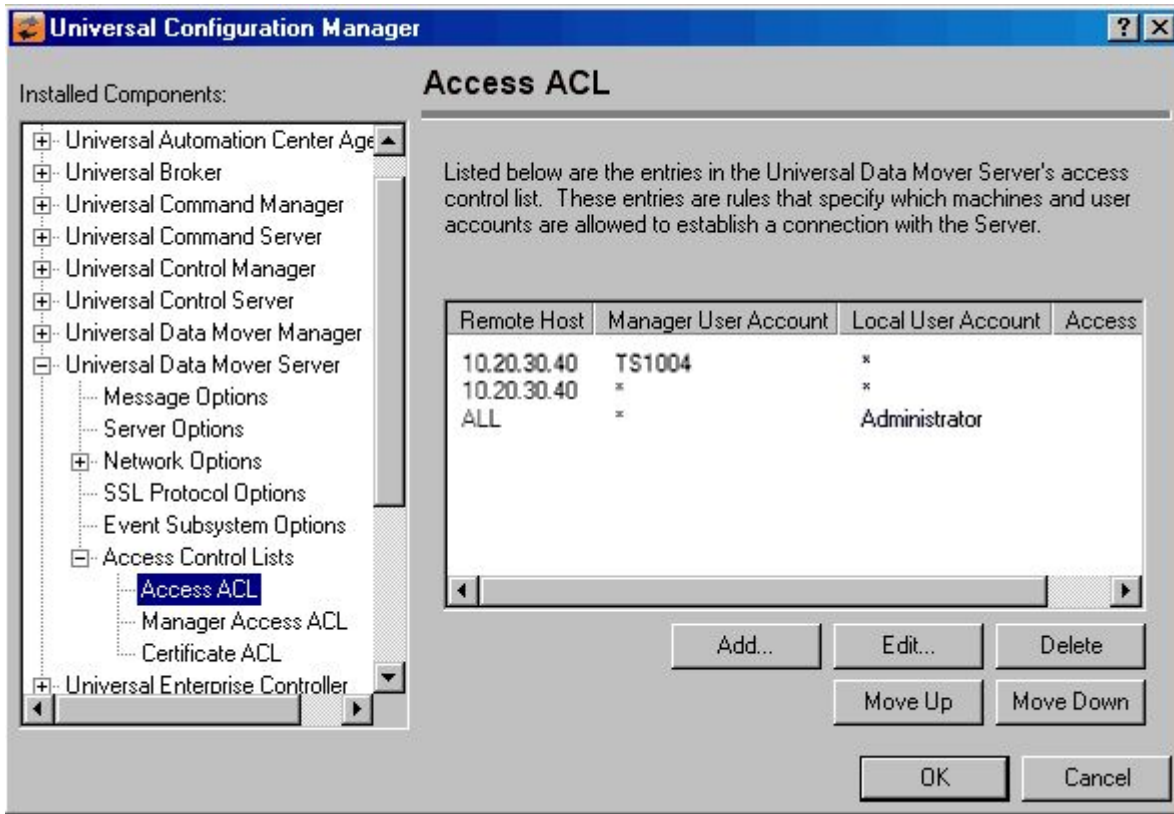 Universal Configuration Manager
Installed Components:
Universal Automation Center Age
Universal Broker
Universal Command Manager
Universal Command Server
Universal Control Manager
Universal Control Server
Universal Data Mover Manager
Universal Data Mover Server
Message Options
Server Options
Network Options
SSL Protocol Options
Event Subsystem Options
Access Control Lists
Access ACL
Manager Access ACL
Certificate ACL
Universal Enterprise Controller
Access ACL
Listed below are the entries in the Universal Data Mover Server's access
control list. These entries are rules that specify which machines and user
accounts are allowed to establish a connection with the Server.
Remote Host Manager User Account Local User Account Access
10.20.30.40 TS1004 *
10.20.30.40 * *
ALL * Administrator
Add... Edit... Delete
Move Up Move Down
OK Cancel